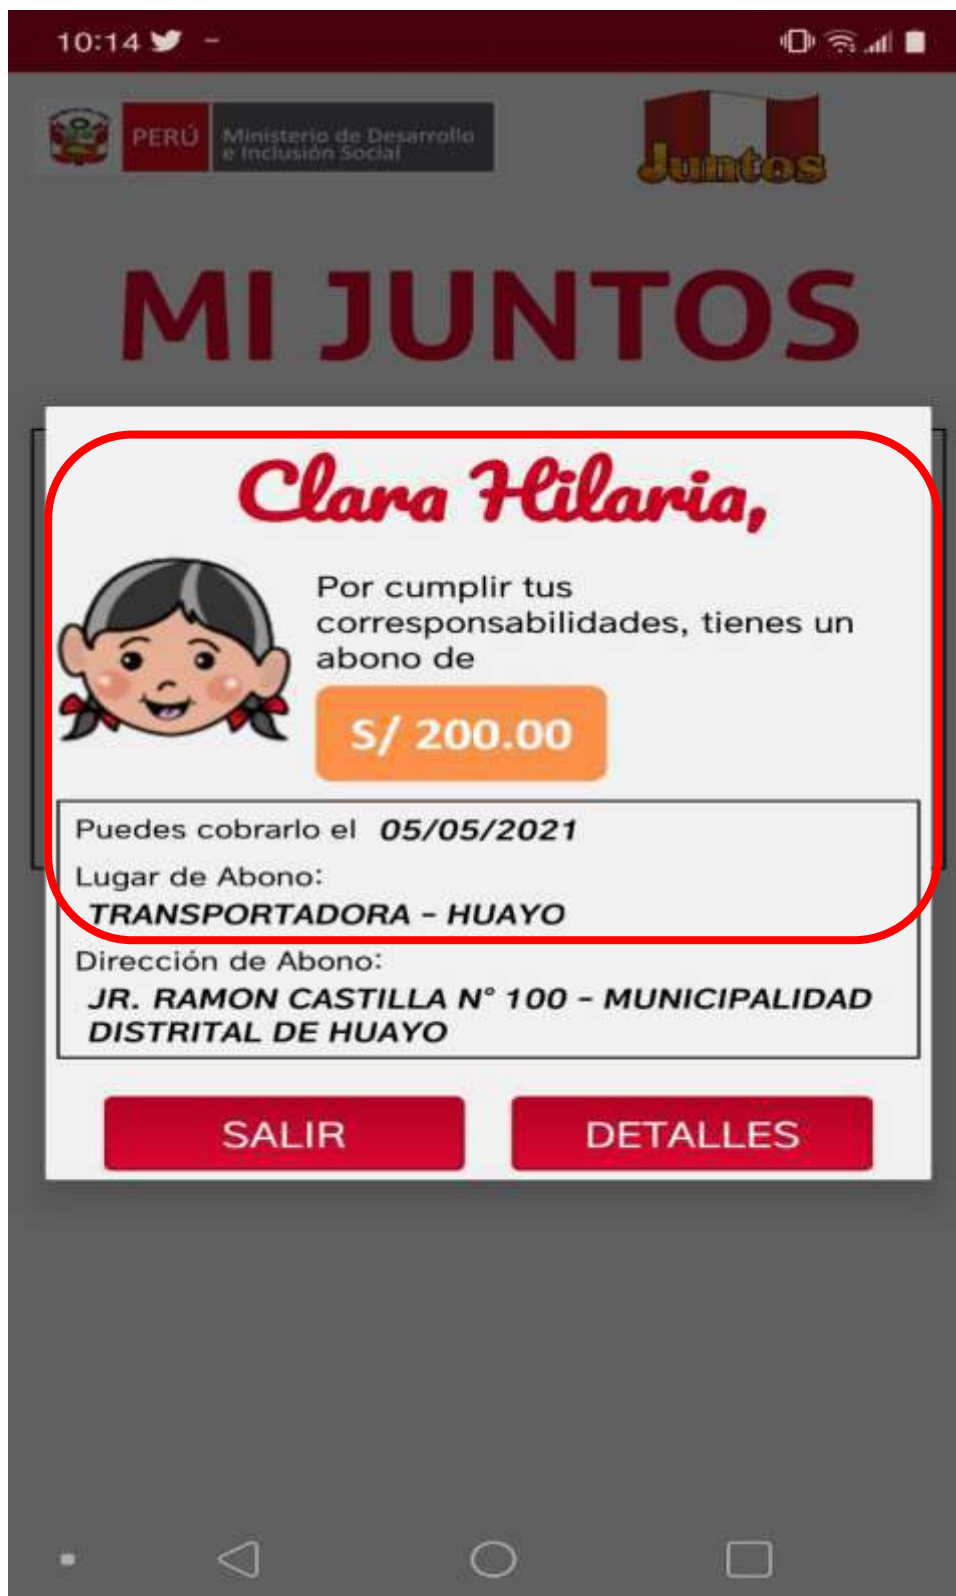 10:14
PERÚ
Ministerio de Desarrollo
e Inclusión Social
Juntos
MI JUNTOS
Clara Hilaria,
Por cumplir tus
corresponsabilidades, tienes un
abono de
S/ 200.00
Puedes cobrarlo el 05/05/2021
Lugar de Abono:
TRANSPORTADORA - HUAYO
Dirección de Abono:
JR. RAMON CASTILLA N° 100 - MUNICIPALIDAD
DISTRITAL DE HUAYO
SALIR
DETALLES